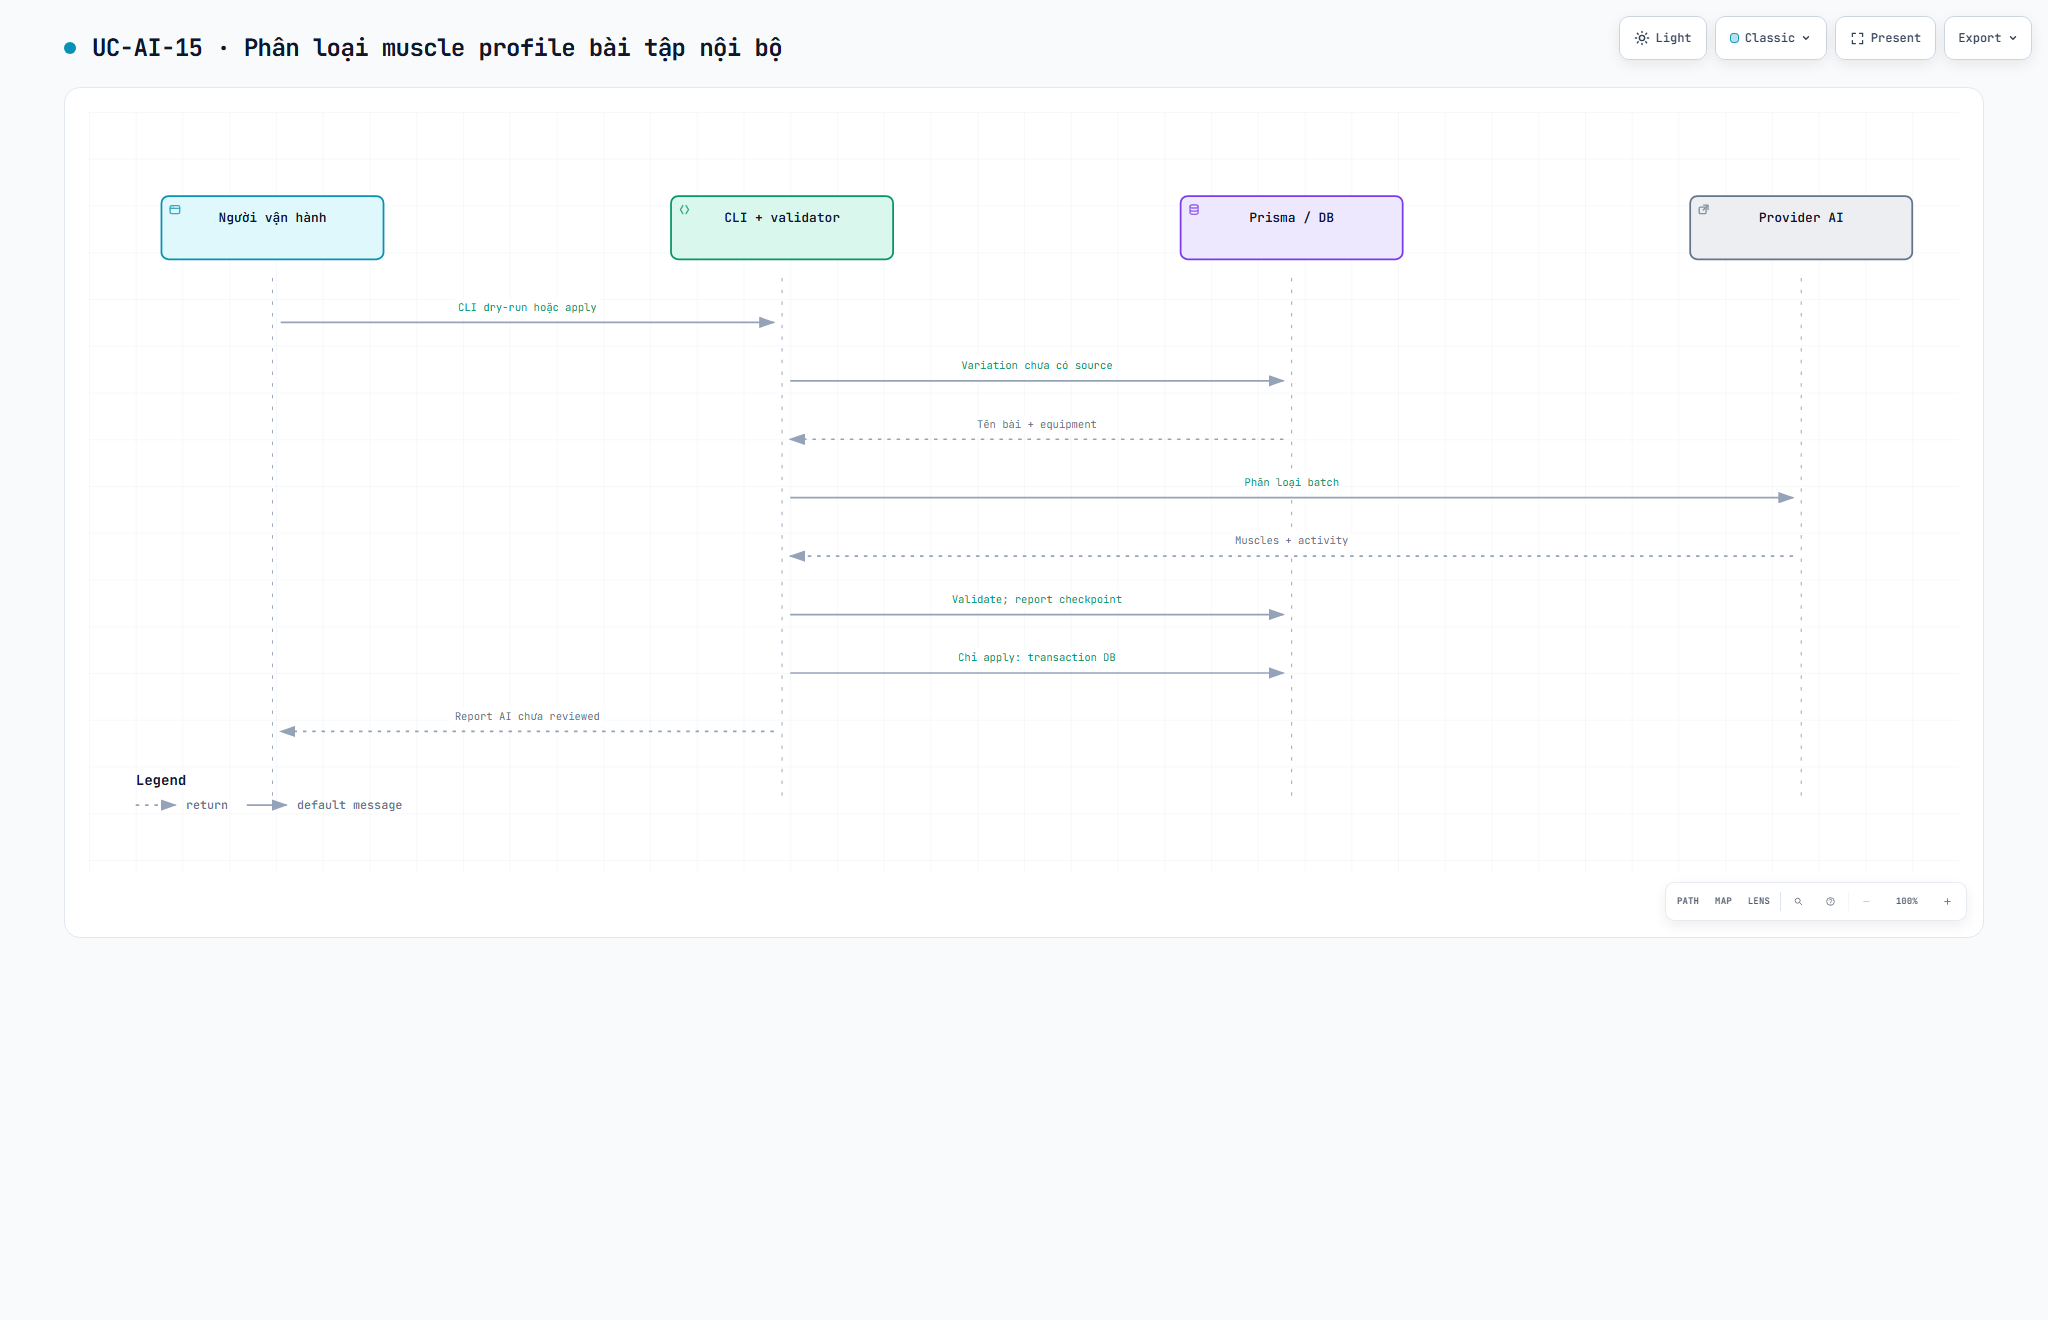 UC-AI-15 · Phân loại muscle profile bài tập nội bộ
Light
Classic
Present
Export
Người vận hành
CLI + validator
Prisma / DB
Provider AI
CLI dry-run hoặc apply
Variation chưa có source
Tên bài + equipment
Phân loại batch
Muscles + activity
Validate; report checkpoint
Chỉ apply: transaction DB
Report AI chưa reviewed
Legend
return
default message
PATH
MAP
LENS
100%